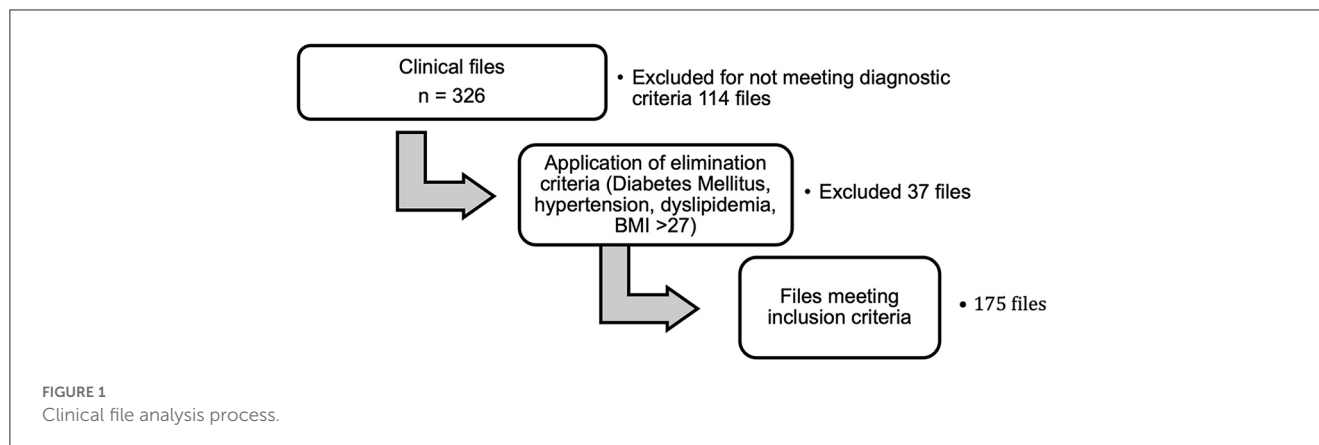 Clinical files
n = 326
• Excluded for not meeting diagnostic
criteria 114 files
Application of elimination
criteria (Diabetes Mellitus,
hypertension, dyslipidemia,
BMI >27)
• Excluded 37 files
Files meeting
inclusion criteria
• 175 files
FIGURE 1
Clinical file analysis process.